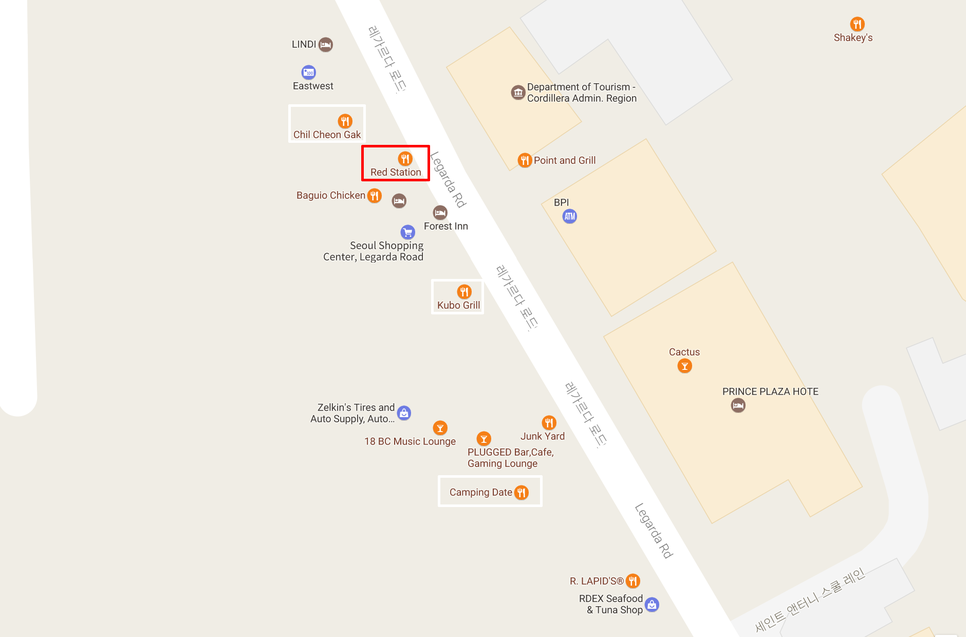 레가르다 로드
Shakey's
LINDI
Eastwest
Department of Tourism -
Cordillera Admin. Region
Chil Cheon Gak
Red Station
Legarda Rd
Point and Grill
Baguio Chicken
BPI
ATM
Forest Inn
Seoul Shopping
Center, Legarda Road
레가르다 로드
Kubo Grill
Cactus
PRINCE PLAZA HOTE
레가르다 로드
Zelkin's Tires and
Auto Supply, Auto...
18 BC Music Lounge
Junk Yard
PLUGGED Bar,Cafe,
Gaming Lounge
Camping Date
Legarda Rd
R. LAPID'S®
RDEX Seafood
& Tuna Shop
세인트 앤터니 스쿨 레인